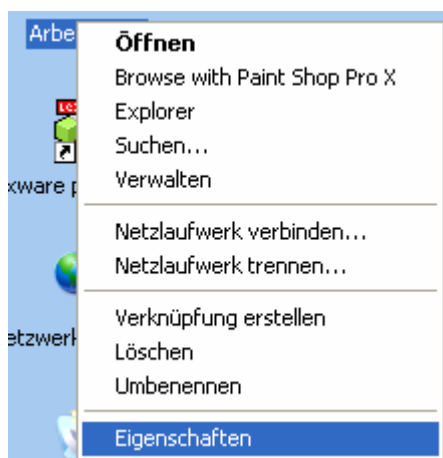 Arbe
Öffnen
Browse with Paint Shop Pro X
Explorer
Suchen...
Verwalten
xware p
Netzlaufwerk verbinden...
Netzlaufwerk trennen...
Verknüpfung erstellen
etzwerk
Löschen
Umbenennen
Eigenschaften